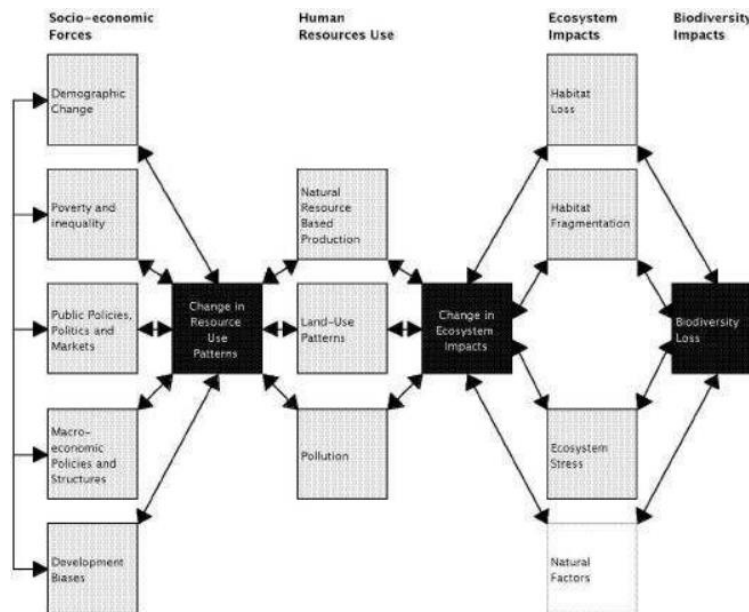 Socio-economic
Forces
Human
Resources Use
Ecosystem
Impacts
Biodiversity
Impacts
Demographic
Change
Poverty and
inequality
Public Policies,
Politics and
Markets
Macro-
economic
Policies and
Structures
Development
Biases
Change in
Resource
Use
Patterns
Natural
Resource
Based
Production
Land-Use
Patterns
Pollution
Change in
Ecosystem
Impacts
Habitat
Loss
Habitat
Fragmentation
Ecosystem
Stress
Natural
Factors
Biodiversity
Loss